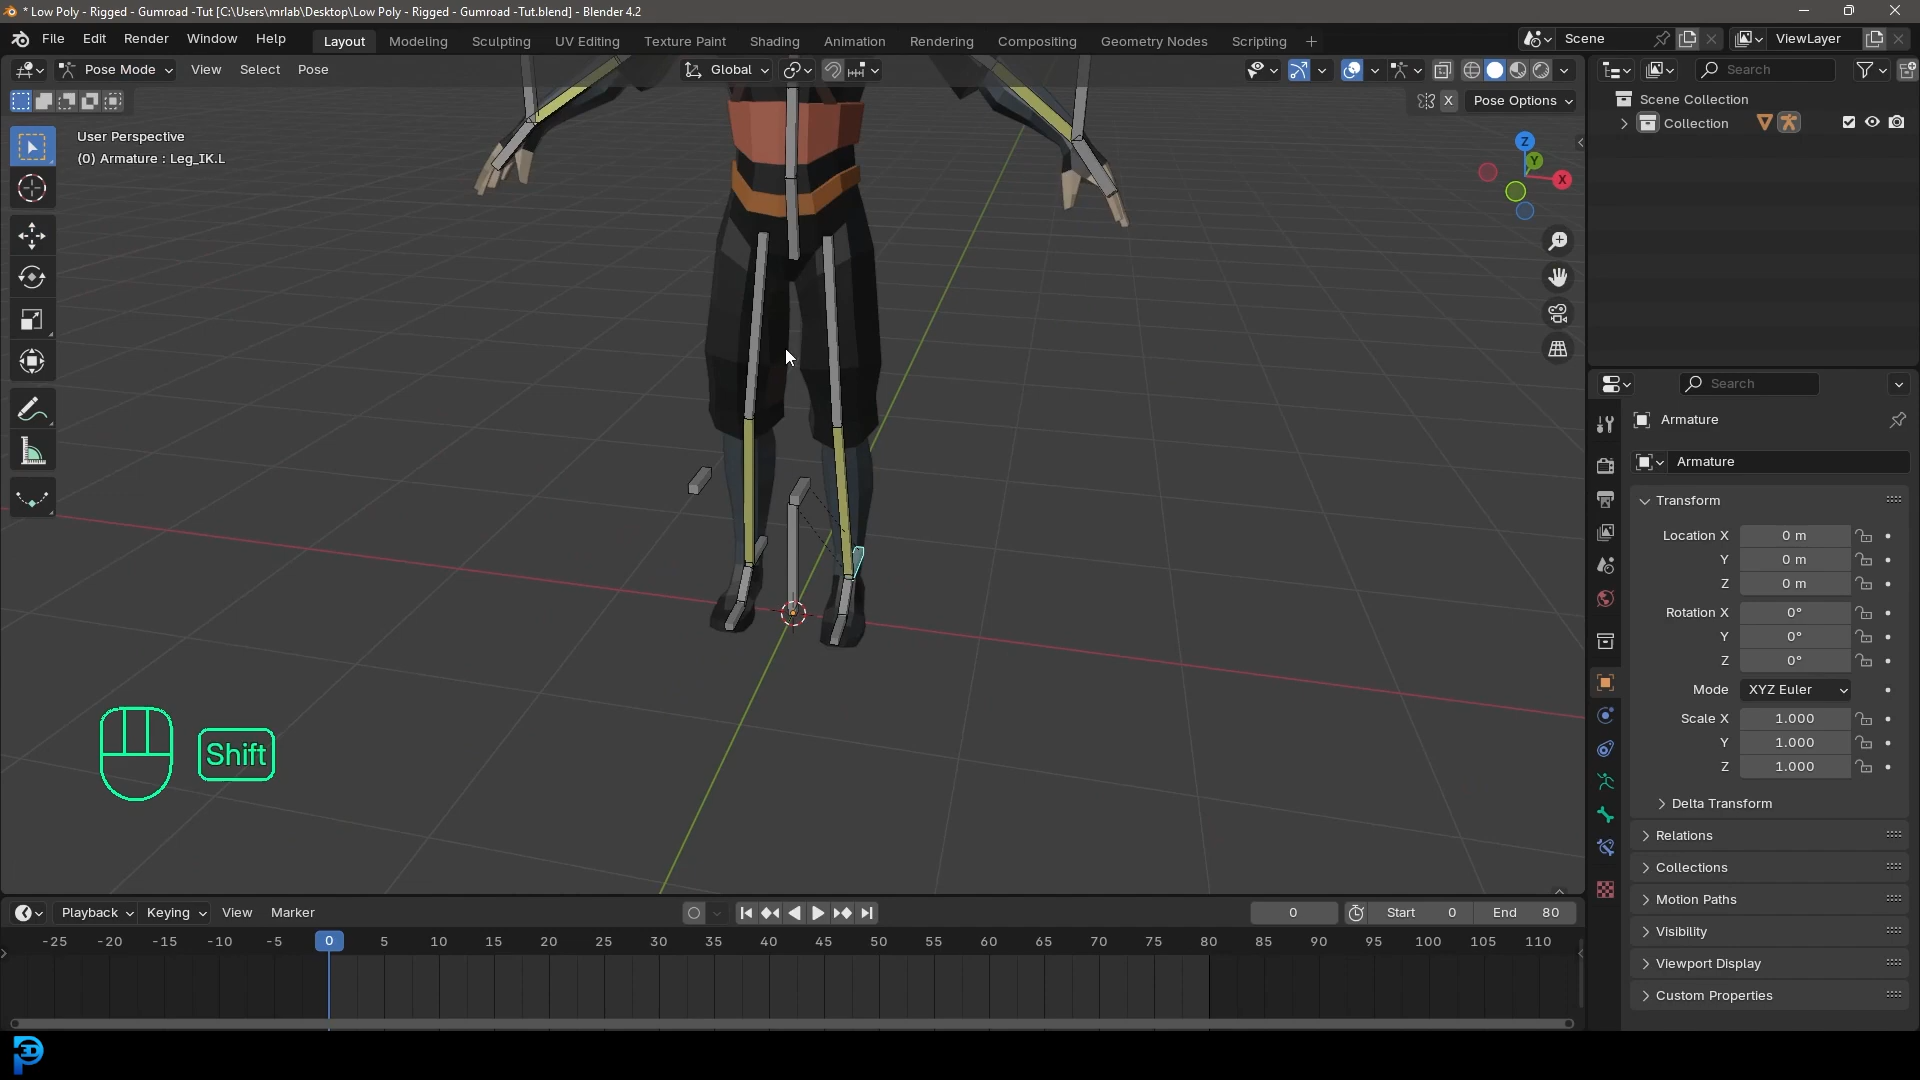 * Low Poly - Rigged - Gumroad -Tut [C:\Users\mrlab\Desktop\Low Poly - Rigged - Gumroad -Tut.blend] - Blender 4.2
File Edit Render Window Help Layout Modeling Sculpting UV Editing Texture Paint Shading Animation Rendering Compositing Geometry Nodes Scripting + Scene ViewLayer
Pose Mode View Select Pose Global Search
X Pose Options
Scene Collection
Collection
User Perspective
(0) Armature : Leg_IK.L
Z
Y
X
Search
Armature
Armature
Transform
Location X 0 m
Y 0 m
Z 0 m
Rotation X 0°
Y 0°
Z 0°
Mode XYZ Euler
Scale X 1.000
Y 1.000
Z 1.000
Delta Transform
Relations
Collections
Motion Paths
Visibility
Viewport Display
Custom Properties
Shift
Playback Keying View Marker 0 Start 0 End 80
-25 -20 -15 -10 -5 0 5 10 15 20 25 30 35 40 45 50 55 60 65 70 75 80 85 90 95 100 105 110